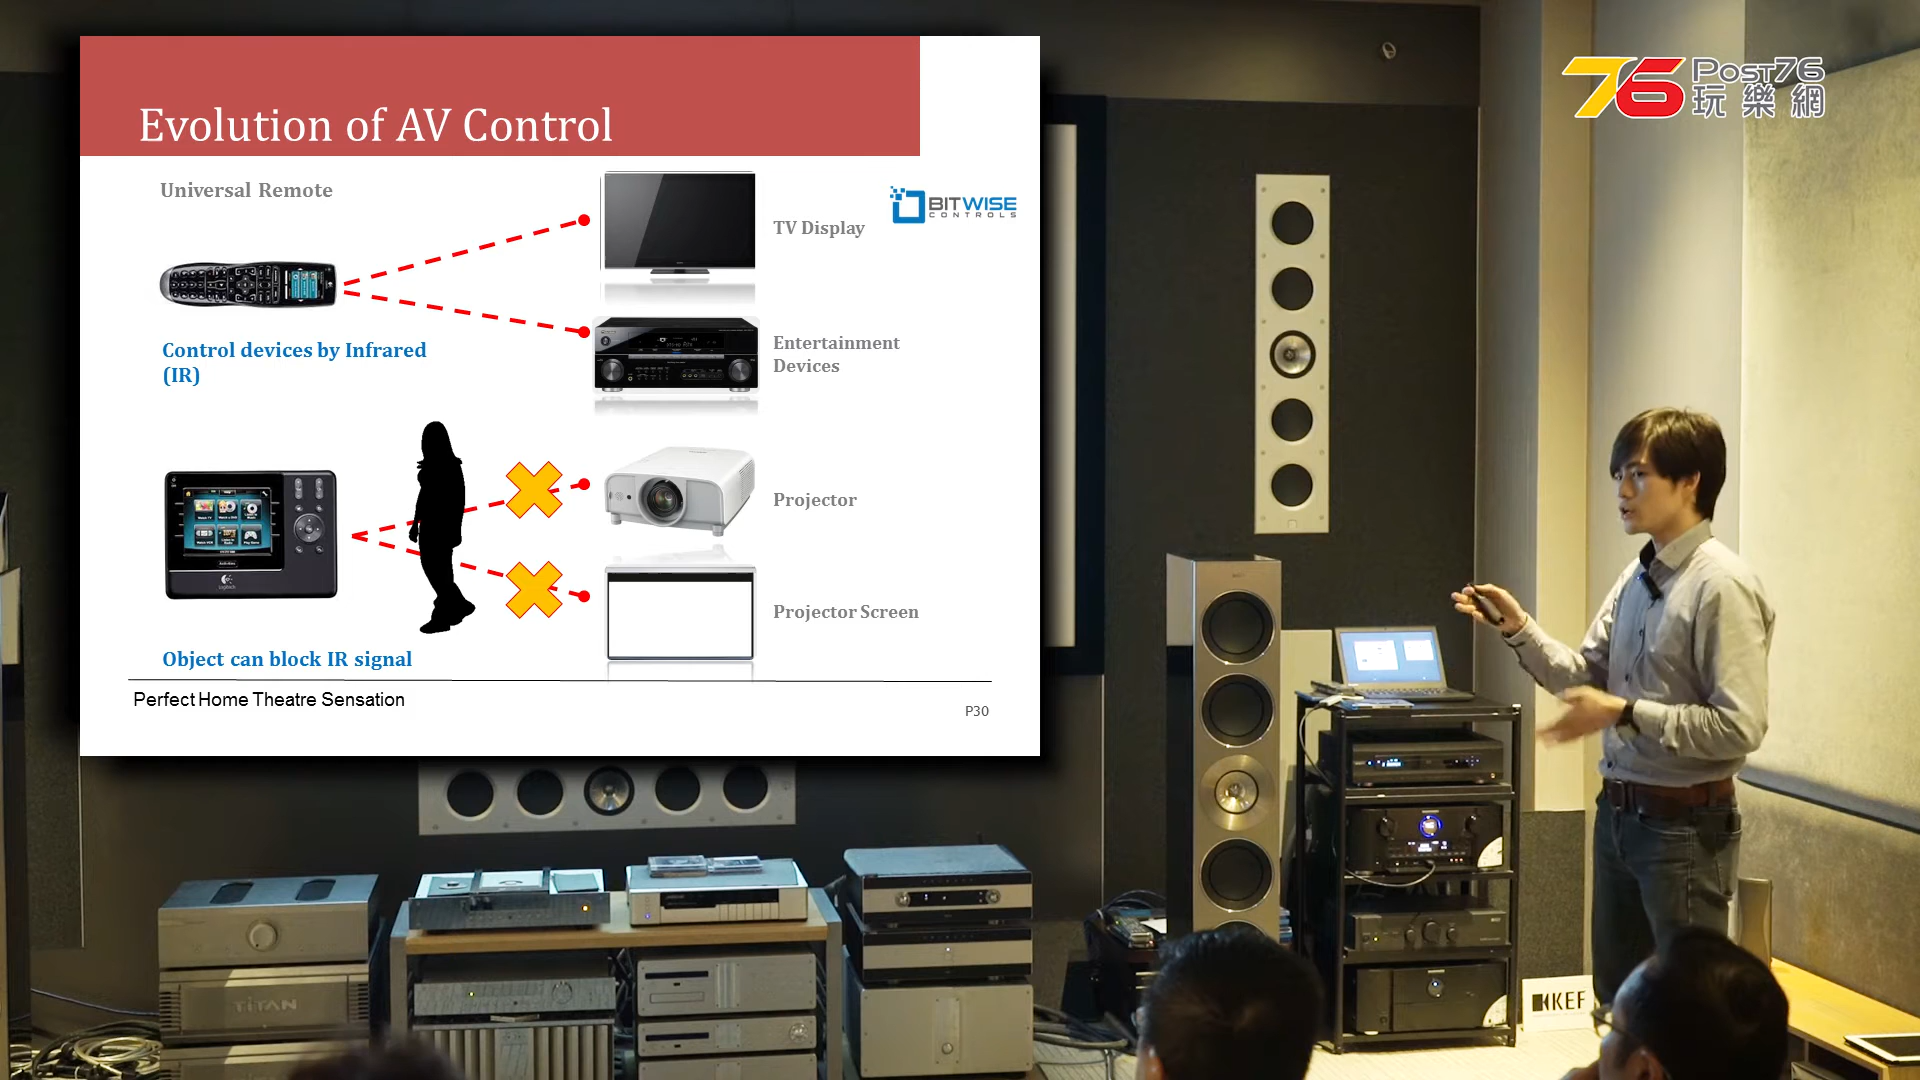 Evolution of AV Control
Universal Remote
TV Display
BITWISE
CONTROLS
Control devices by Infrared
(IR)
Entertainment
Devices
Projector
Projector Screen
Object can block IR signal
Perfect Home Theatre Sensation
P30
76 Post76
玩樂網
TITAN
KEF